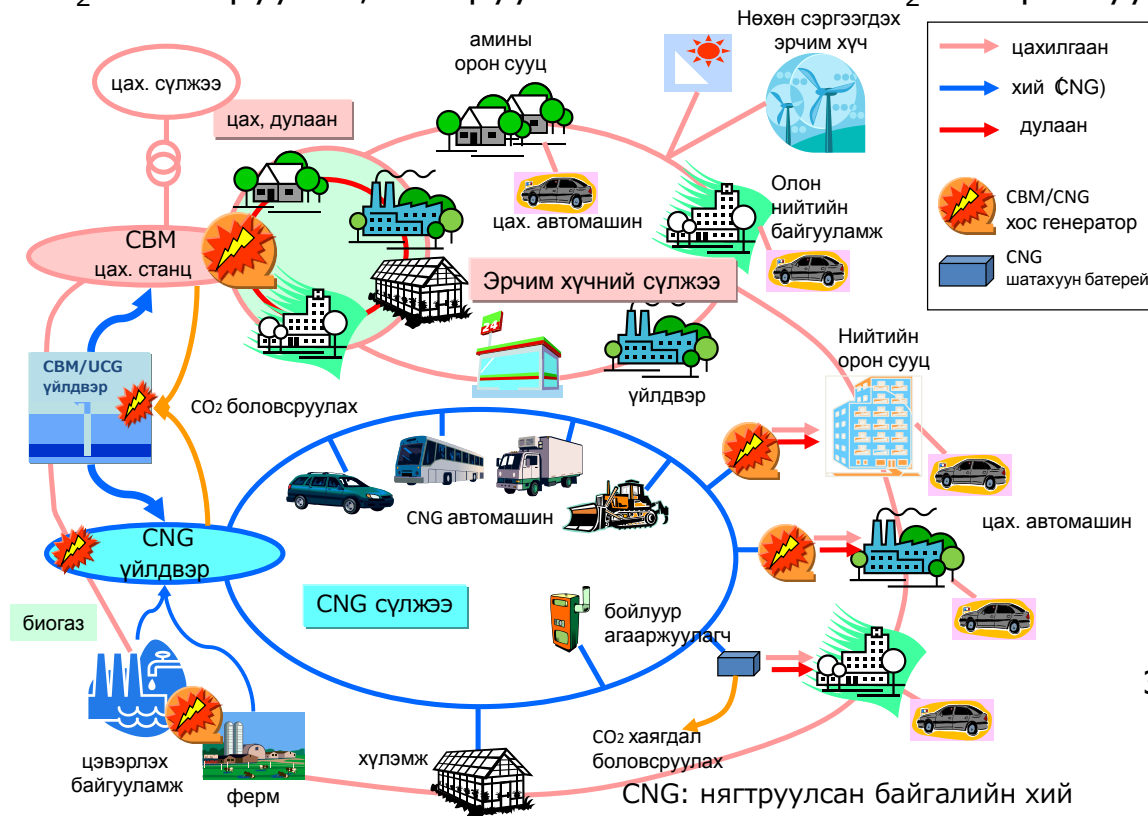 Нөхөн сэргээгдэх
эрчим хүч
амины
орон сууц
цахилгаан
хий (CNG)
дулаан
CBM/CNG
хос генератор
CNG
шатахуун батерей
цах. сүлжээ
цах, дулаан
цах. автомашин
Олон
нийтийн
байгууламж
CBM
цах. станц
Эрчим хүчний сүлжээ
24
Нийтийн
орон сууц
CBM/UCG
үйлдвэр
CO2 боловсруулах
үйлдвэр
CNG автомашин
цах. автомашин
CNG
үйлдвэр
CNG сүлжээ
бойлуур
агааржуулагч
биогаз
цэвэрлэх
байгууламж
ферм
хүлэмж
CO2 хаягдал
боловсруулах
CNG: нягтруулсан байгалийн хий